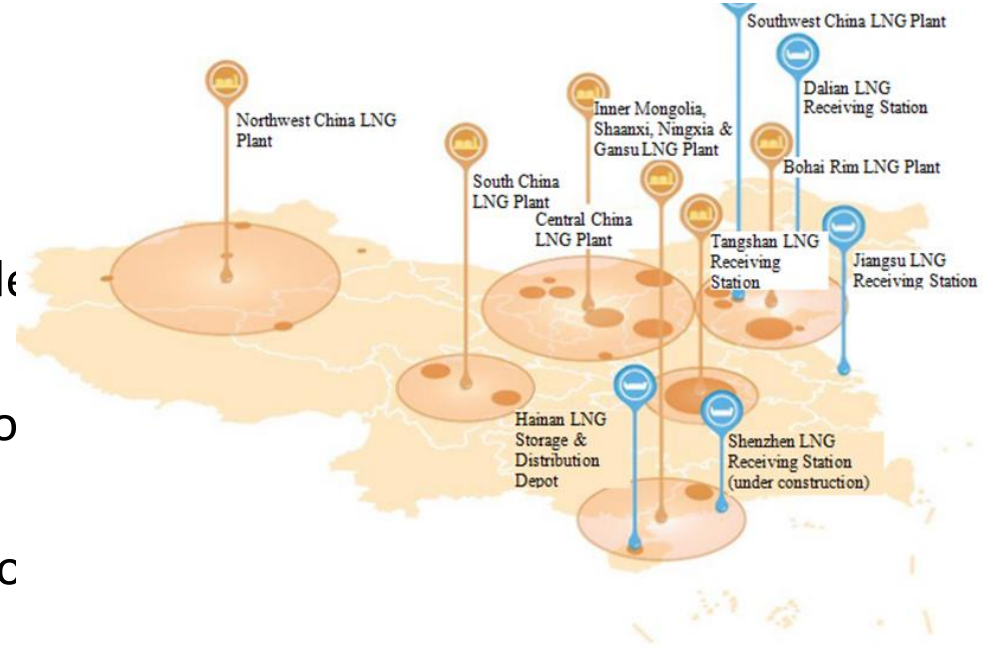 Southwest China LNG Plant
Dalian LNG
Receiving Station
Northwest China LNG
Plant
Inner Mongolia,
Shaanxi, Ningxia &
Gansu LNG Plant
Bohai Rim LNG Plant
South China
LNG Plant
Central China
LNG Plant
Tangshan LNG
Receiving
Station
Jiangsu LNG
Receiving Station
Hainan LNG
Storage &
Distribution
Depot
Shenzhen LNG
Receiving Station
(under construction)